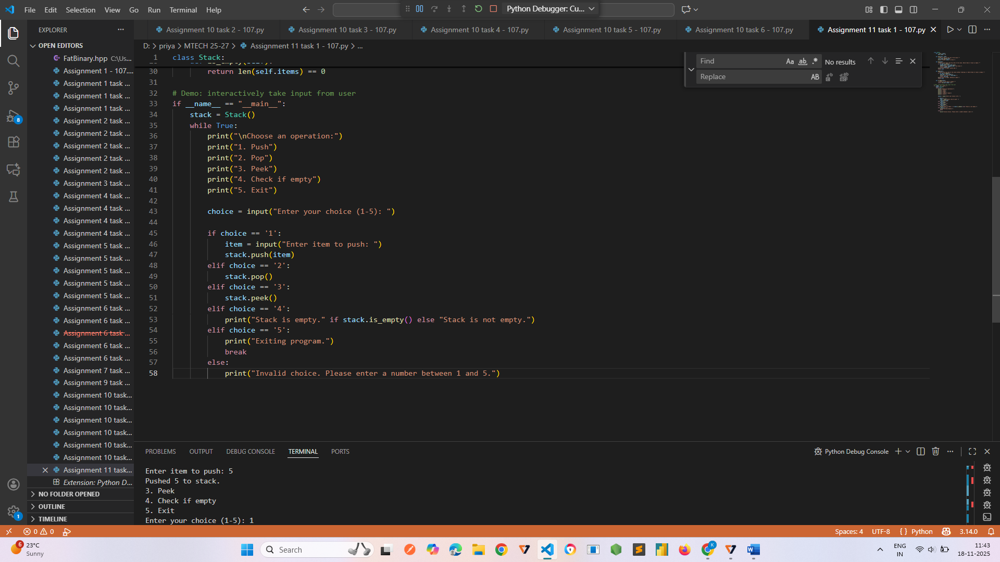 File Edit Selection View Go Run Terminal Help
Python Debugger: Cu...
EXPLORER
Assignment 10 task 2 - 107.py
Assignment 10 task 3 - 107.py
Assignment 10 task 4 - 107.py
Assignment 10 task 5 - 107.py
Assignment 10 task 6 - 107.py
Assignment 11 task 1 - 107.py
OPEN EDITORS
FatBinary.hpp C:\Us...
Assignment 1 - 107....
Assignment 1 task ...
Assignment 1 task ...
Assignment 1 task ...
Assignment 2 task ...
Assignment 2 task ...
Assignment 2 task ...
Assignment 2 task ...
Assignment 2 task ...
Assignment 3 task ...
Assignment 4 task ...
Assignment 4 task ...
Assignment 4 task ...
Assignment 4 task ...
Assignment 5 task ...
Assignment 5 task ...
Assignment 5 task ...
Assignment 5 task ...
Assignment 5 task ...
Assignment 6 task ...
Assignment 6 task ...
Assignment 6 task ...
Assignment 6 task ...
Assignment 6 task ...
Assignment 7 task ...
Assignment 9 task ...
Assignment 10 task...
Assignment 10 task...
Assignment 10 task...
Assignment 10 task...
Assignment 10 task...
Assignment 10 task...
Assignment 11 task...
Extension: Python D...
NO FOLDER OPENED
OUTLINE
TIMELINE
8
1
D: > priya > MTECH 25-27 > Assignment 11 task 1 - 107.py > ...
1 class Stack:
30 return len(self.items) == 0
31
32 # Demo: interactively take input from user
33 if __name__ == "__main__":
34 stack = Stack()
35 while True:
36 print("\nChoose an operation:")
37 print("1. Push")
38 print("2. Pop")
39 print("3. Peek")
40 print("4. Check if empty")
41 print("5. Exit")
42
43 choice = input("Enter your choice (1-5): ")
44
45 if choice == '1':
46 item = input("Enter item to push: ")
47 stack.push(item)
48 elif choice == '2':
49 stack.pop()
50 elif choice == '3':
51 stack.peek()
52 elif choice == '4':
53 print("Stack is empty." if stack.is_empty() else "Stack is not empty.")
54 elif choice == '5':
55 print("Exiting program.")
56 break
57 else:
58 print("Invalid choice. Please enter a number between 1 and 5.")
Find Aa ab .* No results
Replace AB
PROBLEMS OUTPUT DEBUG CONSOLE TERMINAL PORTS
Python Debug Console
Enter item to push: 5
Pushed 5 to stack.
3. Peek
4. Check if empty
5. Exit
Enter your choice (1-5): 1
0 0
Spaces: 4 UTF-8 { } Python 3.14.0
6
23°C
Sunny
Search
K
ENG
IN
11:43
18-11-2025